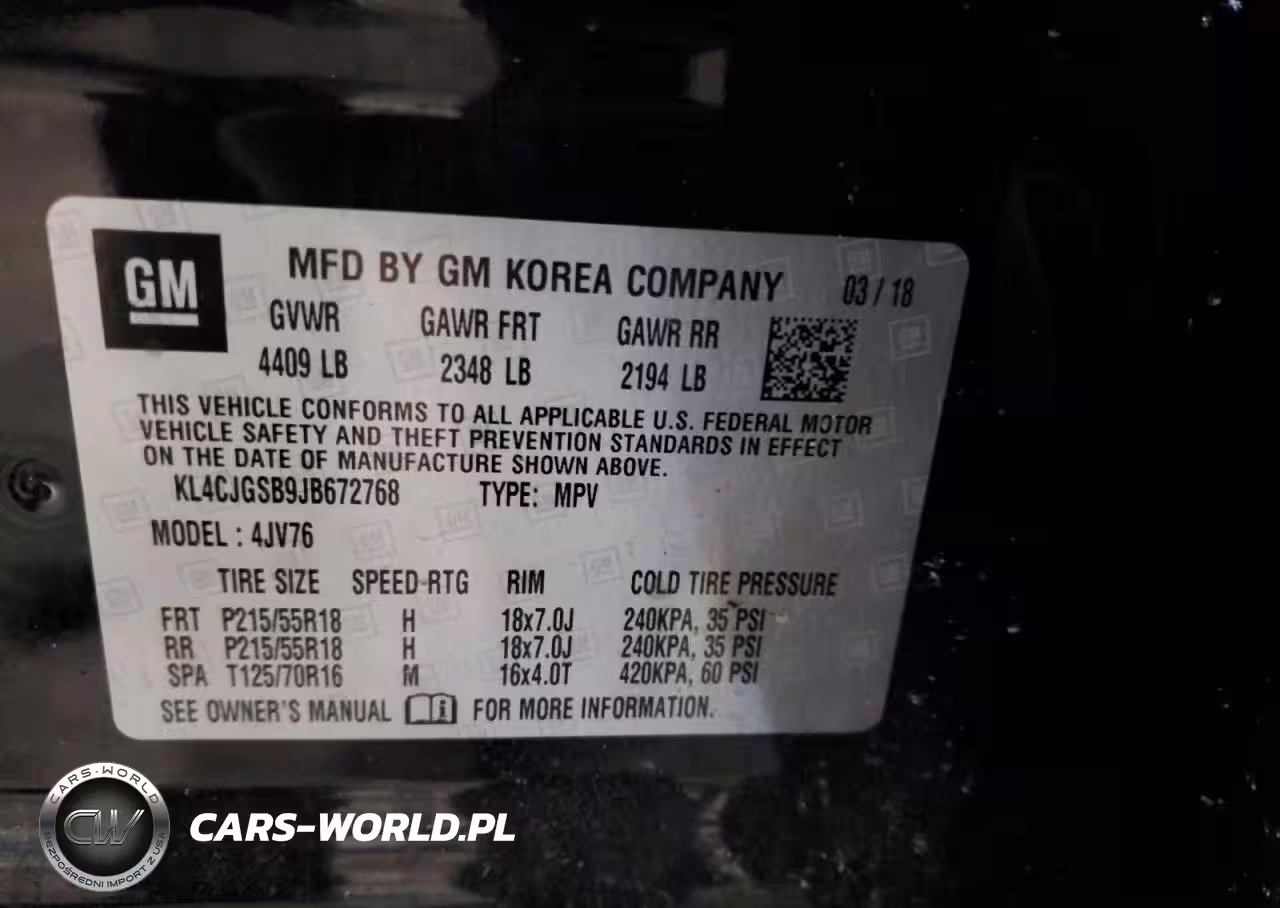 GM
MFD BY GM KOREA COMPANY 03 / 18
GVWR GAWR FRT GAWR RR
4409 LB 2348 LB 2194 LB
THIS VEHICLE CONFORMS TO ALL APPLICABLE U.S. FEDERAL MOTOR
VEHICLE SAFETY AND THEFT PREVENTION STANDARDS IN EFFECT
ON THE DATE OF MANUFACTURE SHOWN ABOVE.
KL4CJGSB9JB672768 TYPE: MPV
MODEL : 4JV76
TIRE SIZE SPEED-RTG RIM COLD TIRE PRESSURE
FRT P215/55R18 H 18x7.0J 240KPA, 35 PSI
RR P215/55R18 H 18x7.0J 240KPA, 35 PSI
SPA T125/70R16 M 16x4.0T 420KPA, 60 PSI
SEE OWNER'S MANUAL i FOR MORE INFORMATION.
CARS-WORLD
CW
BEZPOŚREDNI IMPORT Z USA
CARS-WORLD.PL